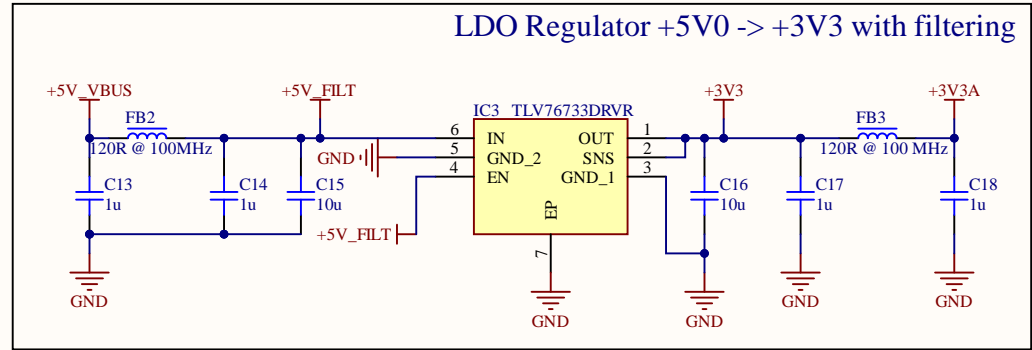 LDO Regulator +5V0 -> +3V3 with filtering
+5V_VBUS
+5V_FILT
IC3 TLV76733DRVR
+3V3
+3V3A
FB2
FB3
120R @ 100MHz
120R @ 100 MHz
6 IN OUT 1
GND 5 GND_2 SNS 2
4 EN GND_1 3
EP
7
C13
1u
C14
1u
C15
10u
C16
10u
C17
1u
C18
1u
+5V_FILT
GND
GND
GND
GND
GND